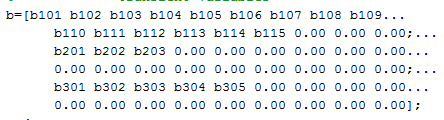 b=[b101 b102 b103 b104 b105 b106 b107 b108 b109...
b110 b111 b112 b113 b114 b115 0.00 0.00 0.00;...
b201 b202 b203 0.00 0.00 0.00 0.00 0.00 0.00...
0.00 0.00 0.00 0.00 0.00 0.00 0.00 0.00 0.00;...
b301 b302 b303 b304 b305 0.00 0.00 0.00 0.00...
0.00 0.00 0.00 0.00 0.00 0.00 0.00 0.00 0.00];